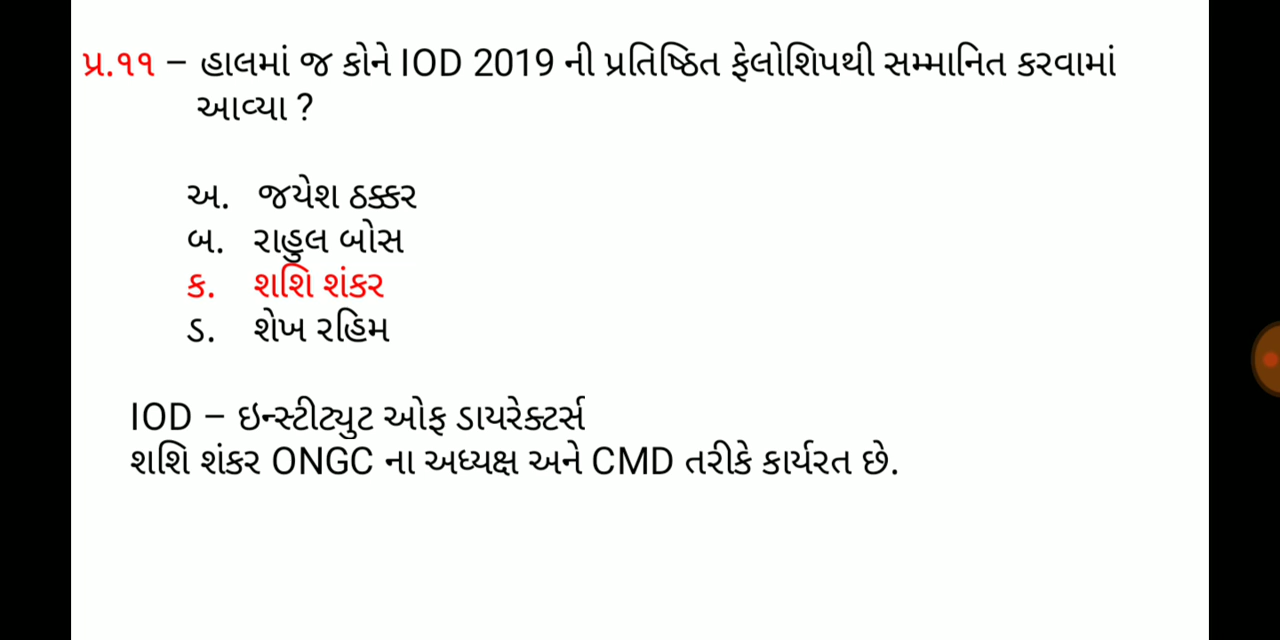 પ્ર.૧૧ – હાલમાં જ કોને IOD 2019 ની પ્રતિષ્ઠિત ફેલોશિપથી સમ્માનિત કરવામાં
આવ્યા ?
અ. જયેશ ઠક્કર
બ. રાહુલ બોસ
ક. શશિ શંકર
ડ. શેખ રહિમ
IOD – ઇન્સ્ટીટ્યુટ ઓફ ડાયરેક્ટર્સ
શશિ શંકર ONGC ના અધ્યક્ષ અને CMD તરીકે કાર્યરત છે.